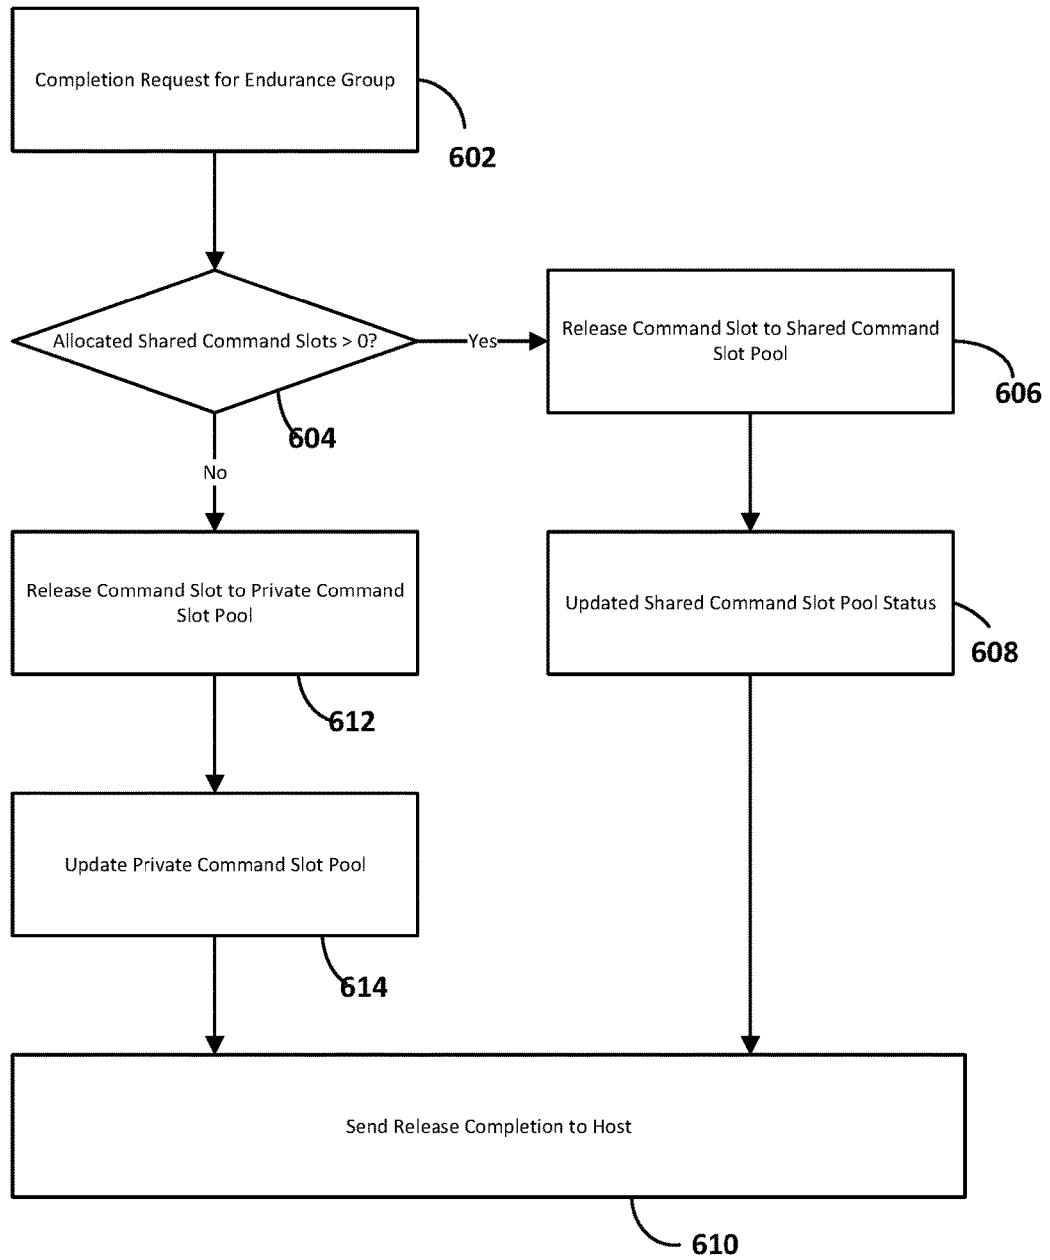 Completion Request for Endurance Group
602
Allocated Shared Command Slots > 0?
Yes
Release Command Slot to Shared Command
Slot Pool
606
604
No
Release Command Slot to Private Command
Slot Pool
Updated Shared Command Slot Pool Status
608
612
Update Private Command Slot Pool
614
Send Release Completion to Host
610